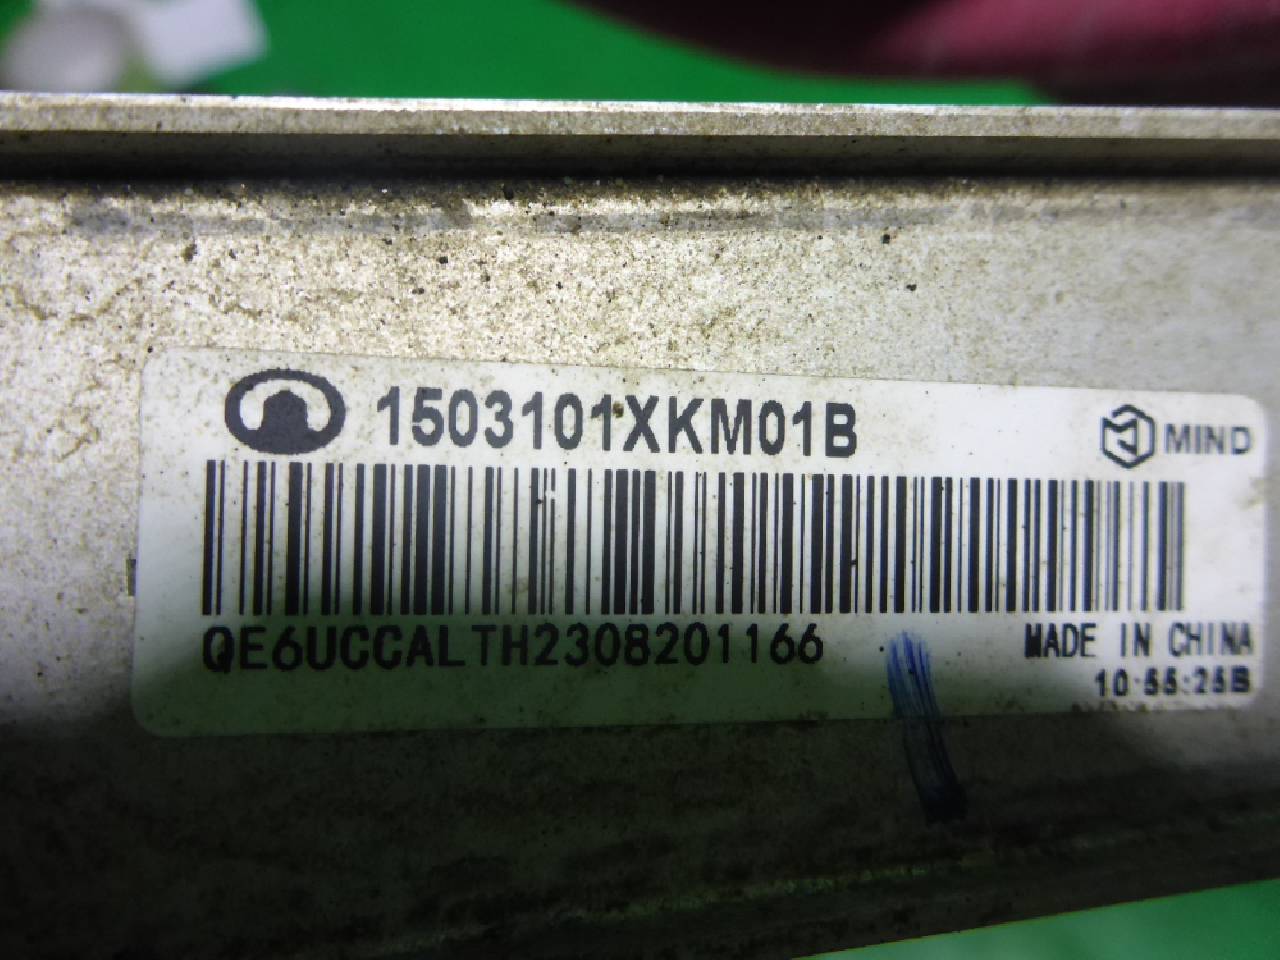 1503101XKM01B
MIND
QE6UCCALTH2308201166
MADE IN CHINA
10:55:25B